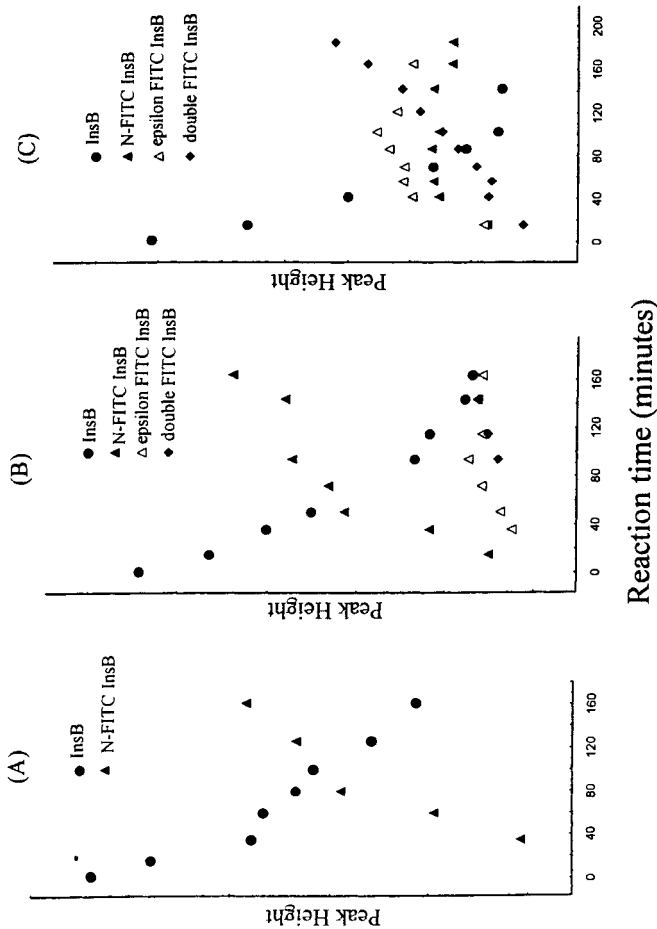 (A)
InsB
N-FITC InsB
Peak Height
0 40 80 120 160
(B)
InsB
N-FITC InsB
epsilon FITC InsB
double FITC InsB
Peak Height
0 40 80 120 160
(C)
InsB
N-FITC InsB
epsilon FITC InsB
double FITC InsB
Peak Height
0 40 80 120 160 200
Reaction time (minutes)